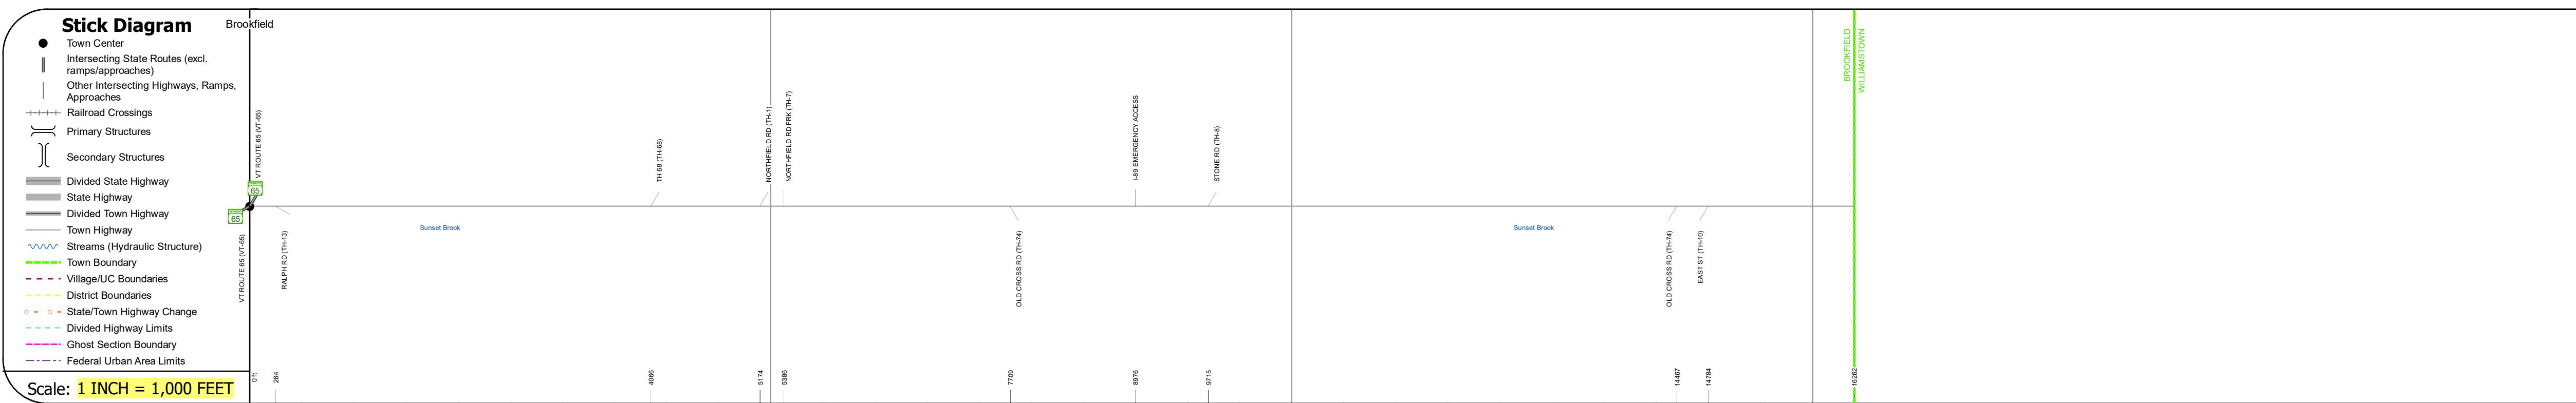 Stick Diagram
Town Center
Intersecting State Routes (excl.
ramps/approaches)
Other Intersecting Highways, Ramps,
Approaches
Railroad Crossings
Primary Structures
Secondary Structures
Divided State Highway
State Highway
Divided Town Highway
Town Highway
Streams (Hydraulic Structure)
Town Boundary
Village/UC Boundaries
District Boundaries
State/Town Highway Change
Divided Highway Limits
Ghost Section Boundary
Federal Urban Area Limits
Scale: 1 INCH = 1,000 FEET
Brookfield
VT ROUTE 65 (VT-65)
65
65
VT ROUTE 65 (VT-65)
RALPH RD (TH-13)
Sunset Brook
TH 68 (TH-68)
NORTHFIELD RD (TH-1)
NORTHFIELD RD FRK (TH-7)
OLD CROSS RD (TH-74)
I-89 EMERGENCY ACCESS
STONE RD (TH-8)
Sunset Brook
OLD CROSS RD (TH-74)
EAST ST (TH-10)
BROOKFIELD
WILLIAMSTOWN
0 ft
264
4066
5174
5386
7709
8976
9715
14467
14784
16262